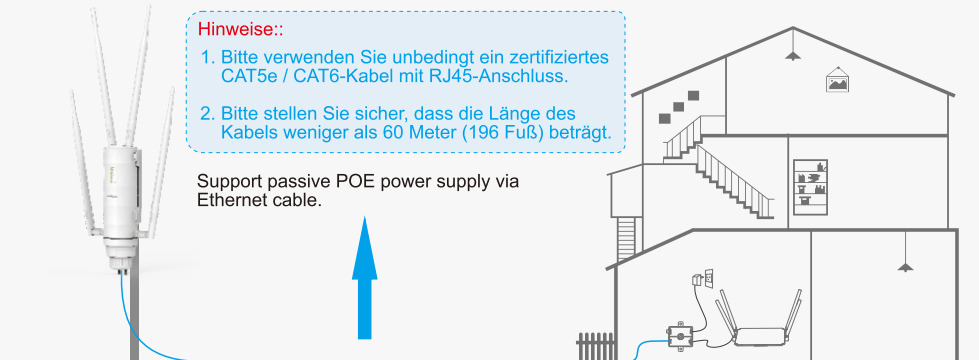 Hinweise::
1. Bitte verwenden Sie unbedingt ein zertifiziertes
CAT5e / CAT6-Kabel mit RJ45-Anschluss.
2. Bitte stellen Sie sicher, dass die Länge des
Kabels weniger als 60 Meter (196 Fuß) beträgt.
Support passive POE power supply via
Ethernet cable.